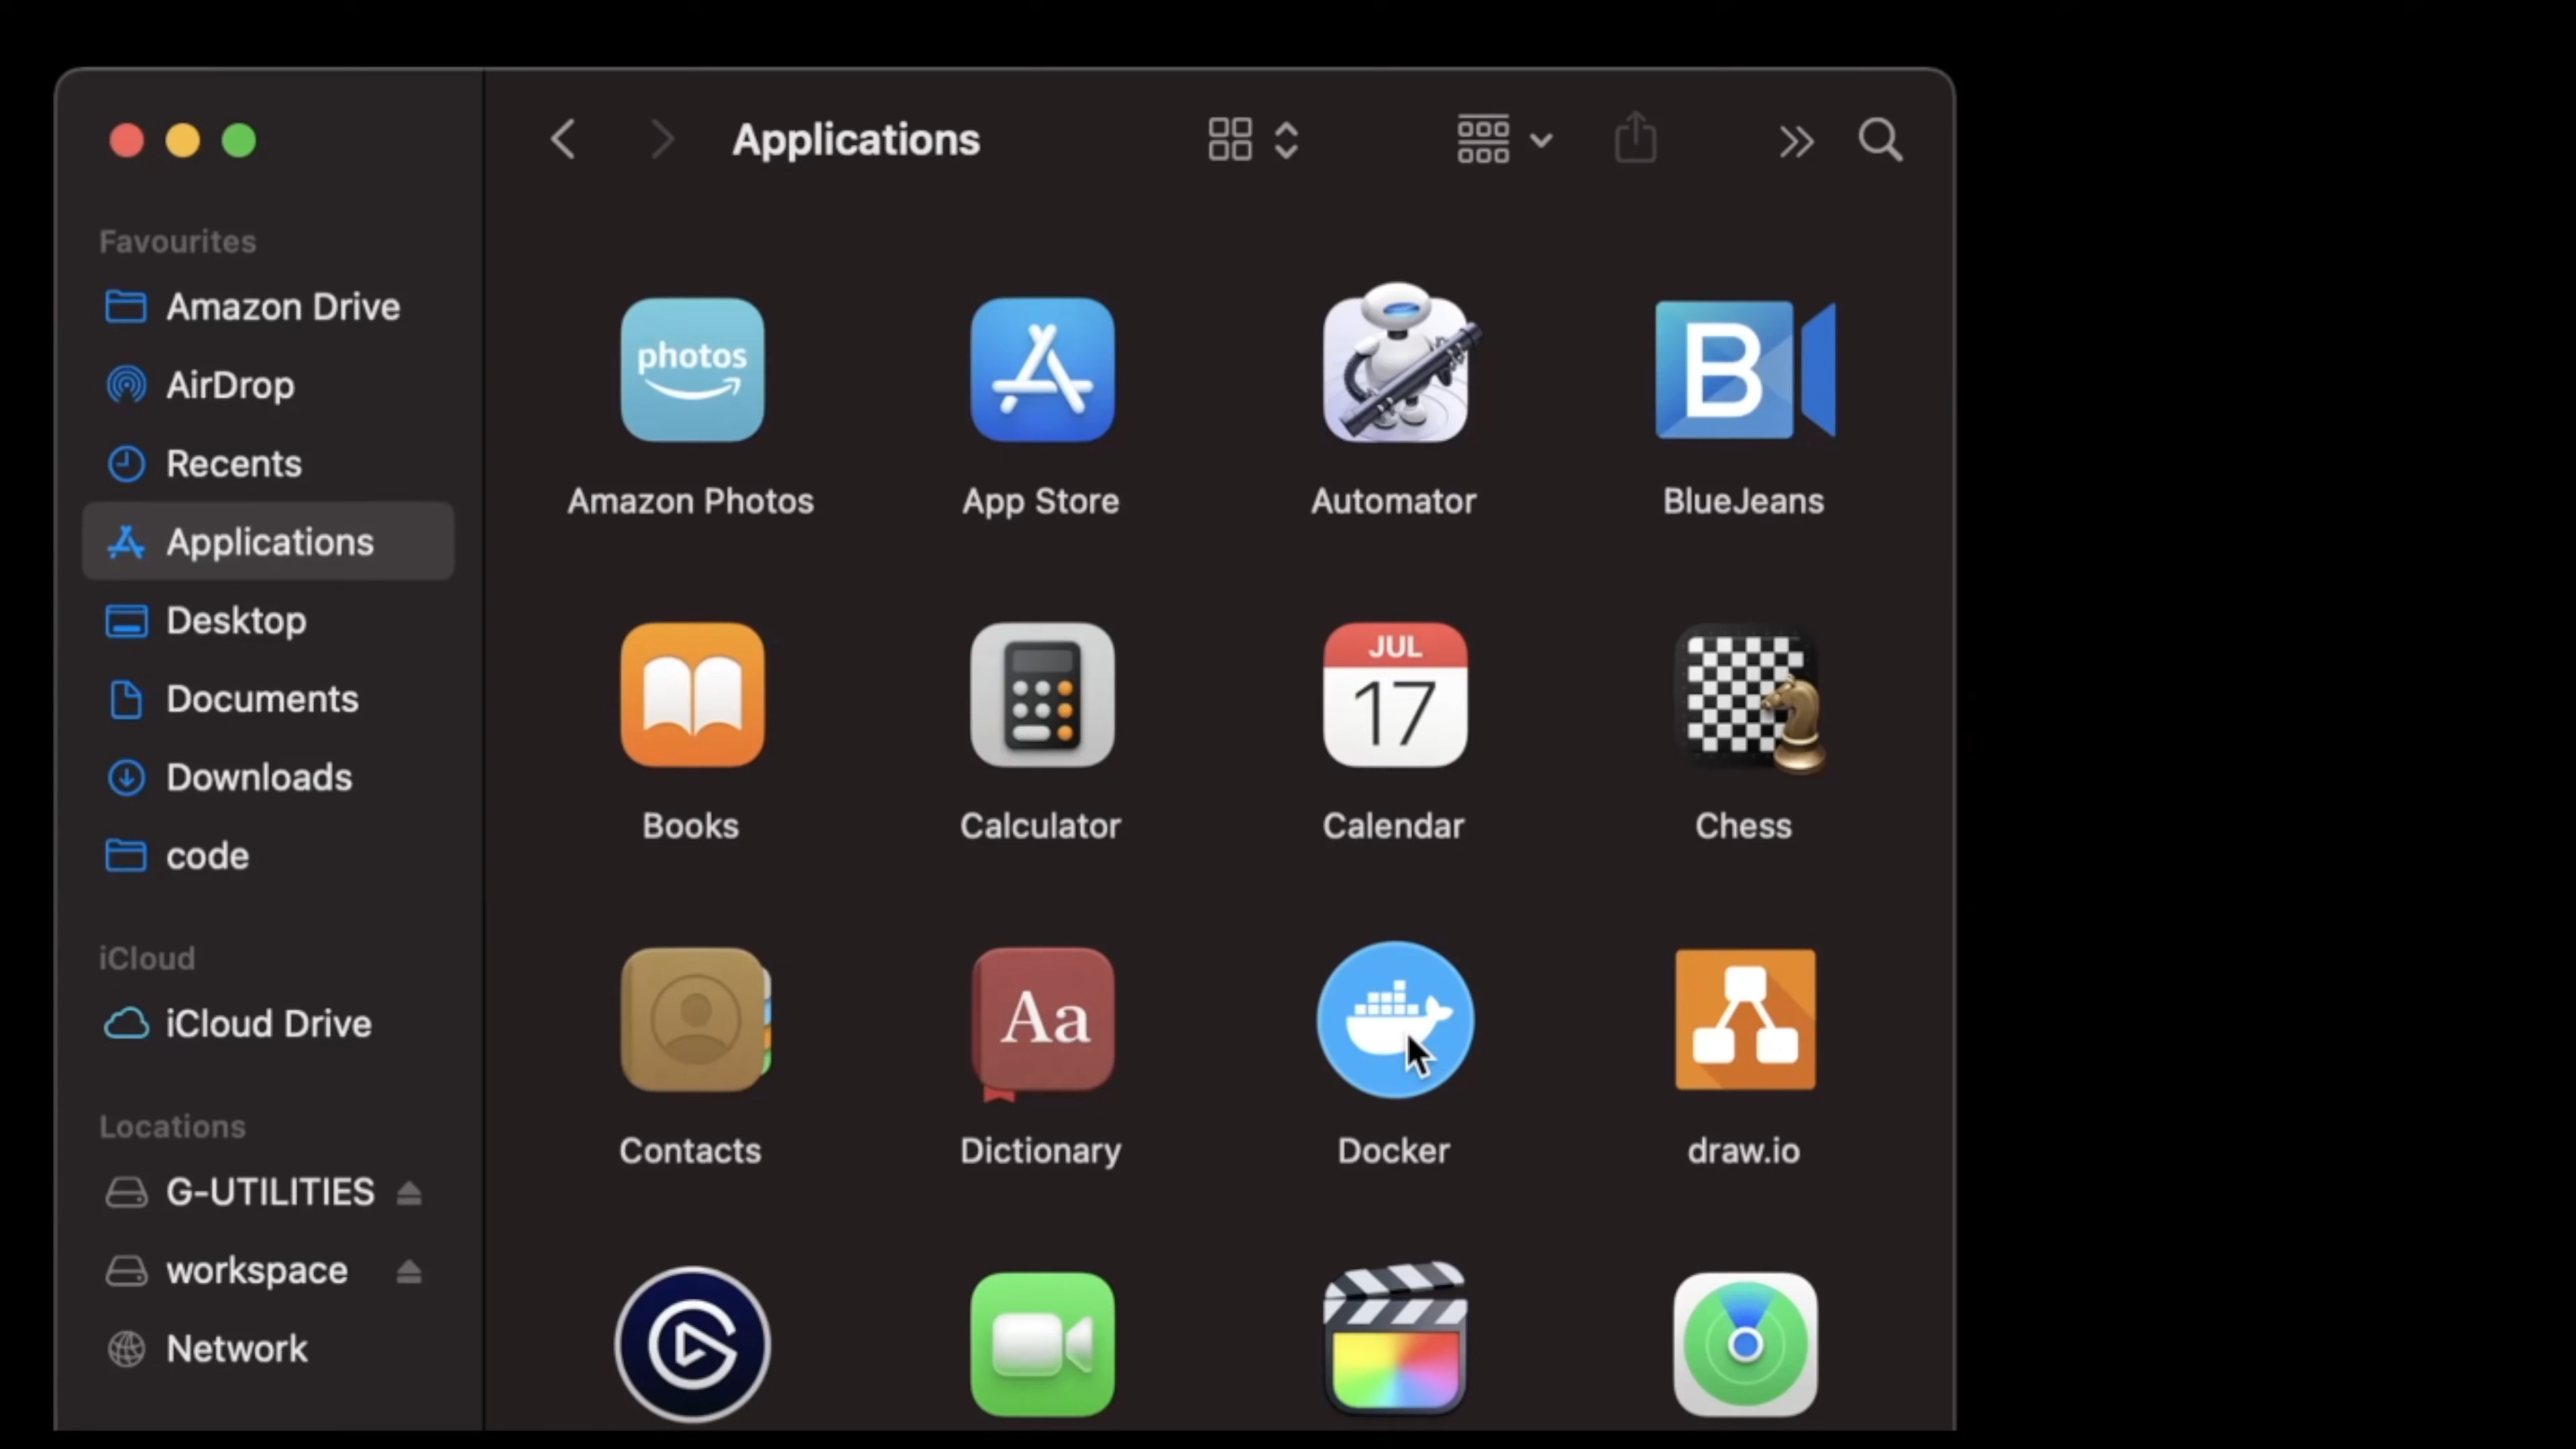 Applications
Favourites
Amazon Drive
AirDrop
Recents
Applications
Desktop
Documents
Downloads
code
iCloud
iCloud Drive
Locations
G-UTILITIES
workspace
Network
photos
Amazon Photos
App Store
Automator
B
BlueJeans
Books
Calculator
JUL
17
Calendar
Chess
Contacts
Aa
Dictionary
Docker
draw.io